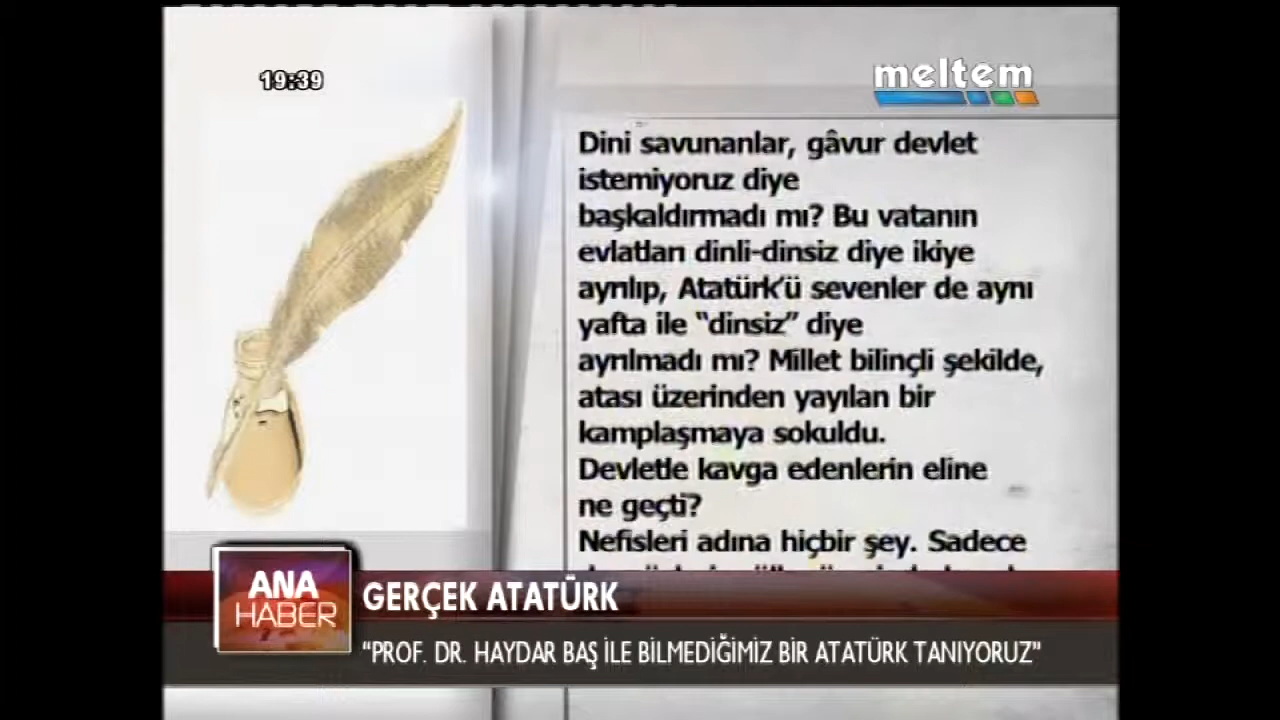 19:39
meltem
Dini savunanlar, gâvur devlet
istemiyoruz diye
başkaldırmadı mı? Bu vatanın
evlatları dinli-dinsiz diye ikiye
ayrılıp, Atatürk'ü sevenler de aynı
yafta ile “dinsiz” diye
ayrılmadı mı? Millet bilinçli şekilde,
atası üzerinden yayılan bir
kamplaşmaya sokuldu.
Devletle kavga edenlerin eline
ne geçti?
Nefisleri adına hiçbir şey. Sadece
ANA
HABER
GERÇEK ATATÜRK
"PROF. DR. HAYDAR BAŞ İLE BİLMEDİĞİMİZ BİR ATATÜRK TANIYORUZ"